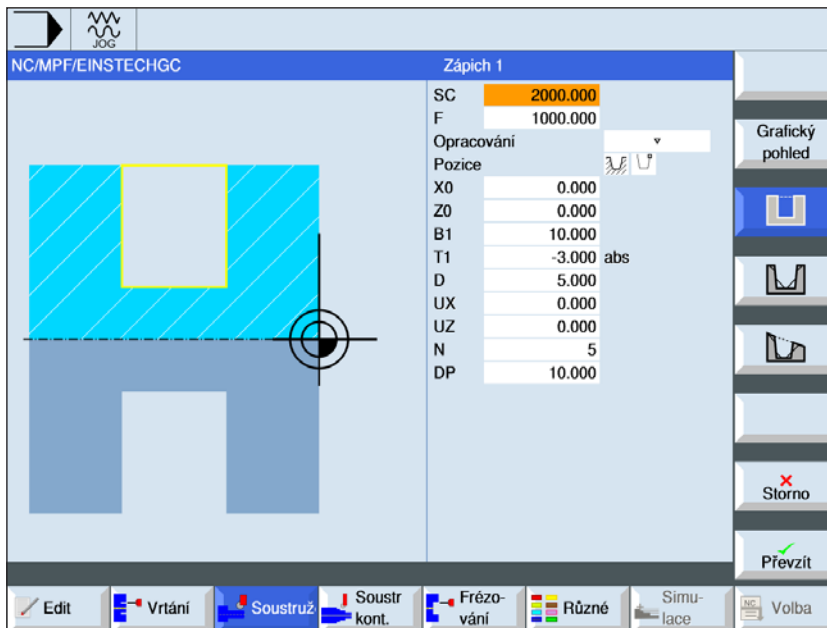 JOG
NC/MPF/EINSTECHGC
Zápich 1
SC 2000.000
F 1000.000
Opracování
Pozice
X0 0.000
Z0 0.000
B1 10.000
T1 -3.000 abs
D 5.000
UX 0.000
UZ 0.000
N 5
DP 10.000
Grafický
pohled
Storno
Převzít
Edit
Vrtání
Soustruž
Soustr
kont.
Frézo-
vání
Různé
Simu-
lace
NC
Volba